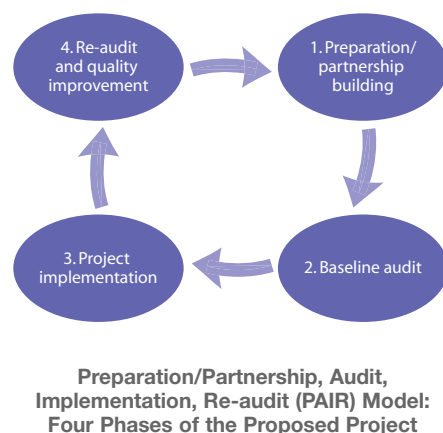 4. Re-audit
and quality
improvement
1. Preparation/
partnership
building
3. Project
implementation
2. Baseline audit
Preparation/Partnership, Audit,
Implementation, Re-audit (PAIR) Model:
Four Phases of the Proposed Project